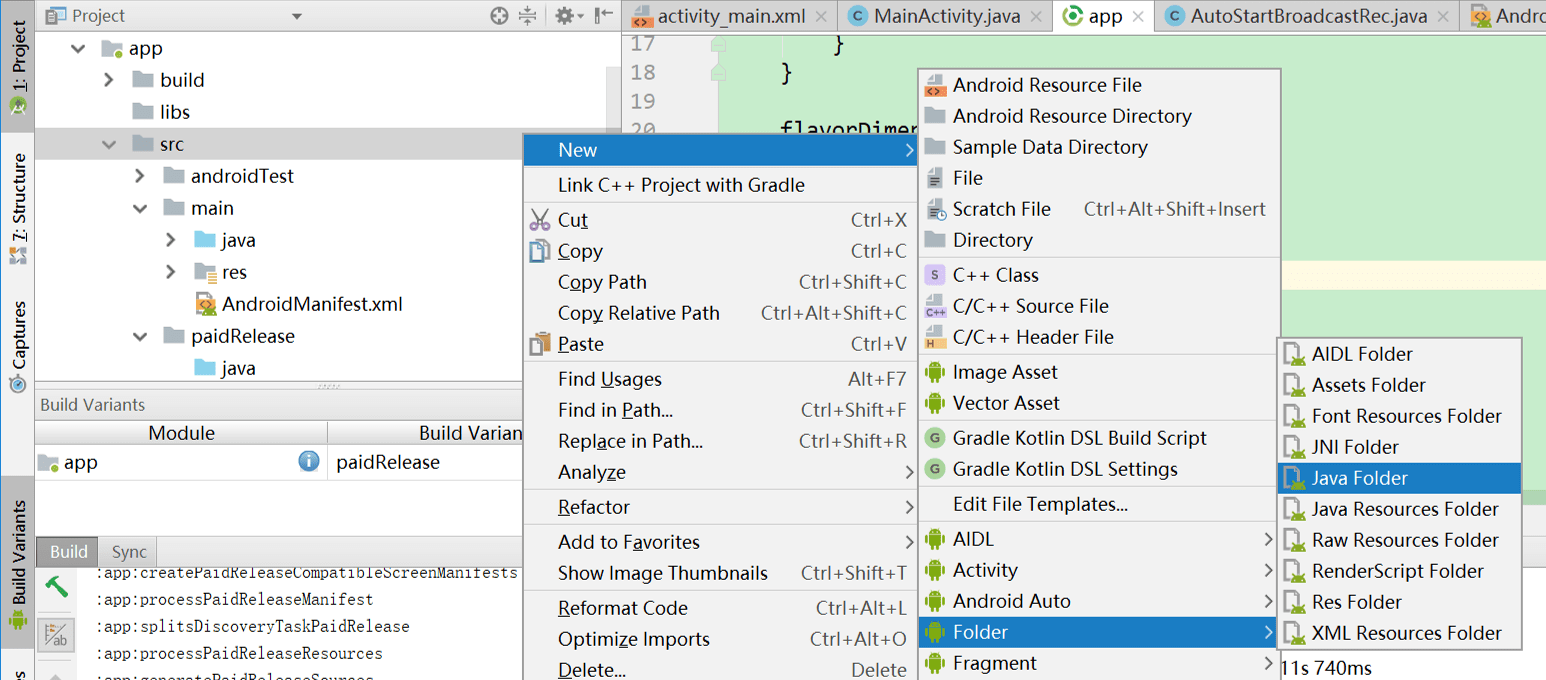 1: Project
7: Structure
Captures
Build Variants
Project
app
build
libs
src
androidTest
main
java
res
AndroidManifest.xml
paidRelease
java
Build Variants
Module
Build Varian
app
paidRelease
Build
Sync
:app:createPaidReleaseCompatibleScreenManifests
:app:processPaidReleaseManifest
:app:splitsDiscoveryTaskPaidRelease
:app:processPaidReleaseResources
:app:generatePaidReleaseSources
activity_main.xml
MainActivity.java
app
AutoStartBroadcastRec.java
Andro
17 }
18 }
19
20 flavorDimen
New
Link C++ Project with Gradle
Cut Ctrl+X
Copy Ctrl+C
Copy Path Ctrl+Shift+C
Copy Relative Path Ctrl+Alt+Shift+C
Paste Ctrl+V
Find Usages Alt+F7
Find in Path... Ctrl+Shift+F
Replace in Path... Ctrl+Shift+R
Analyze
Refactor
Add to Favorites
Show Image Thumbnails Ctrl+Shift+T
Reformat Code Ctrl+Alt+L
Optimize Imports Ctrl+Alt+O
Delete... Delete
Android Resource File
Android Resource Directory
Sample Data Directory
File
Scratch File Ctrl+Alt+Shift+Insert
Directory
S C++ Class
C++ C/C++ Source File
H C/C++ Header File
Image Asset
Vector Asset
G Gradle Kotlin DSL Build Script
G Gradle Kotlin DSL Settings
Edit File Templates...
AIDL
Activity
Android Auto
Folder
Fragment
AIDL Folder
Assets Folder
Font Resources Folder
JNI Folder
Java Folder
Java Resources Folder
Raw Resources Folder
RenderScript Folder
Res Folder
XML Resources Folder
11s 740ms